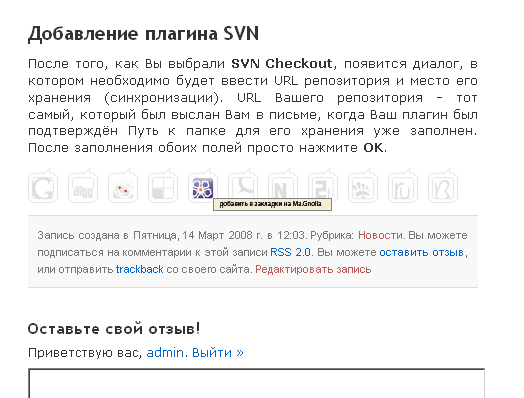 Добавление плагина SVN
После того, как Вы выбрали SVN Checkout, появится диалог, в
котором необходимо будет ввести URL репозитория и место его
хранения (синхронизации). URL Вашего репозитория – тот
самый, который был выслан Вам в письме, когда Ваш плагин был
подтверждён Путь к папке для его хранения уже заполнен.
После заполнения обоих полей просто нажмите OK.
digg
добавить в закладки на Ma.Gnolia
Запись создана в Пятница, 14 Март 2008 г. в 12:03. Рубрика: Новости. Вы можете
подписаться на комментарии к этой записи RSS 2.0. Вы можете оставить отзыв,
или отправить trackback со своего сайта. Редактировать запись
Оставьте свой отзыв!
Приветствую вас, admin. Выйти »